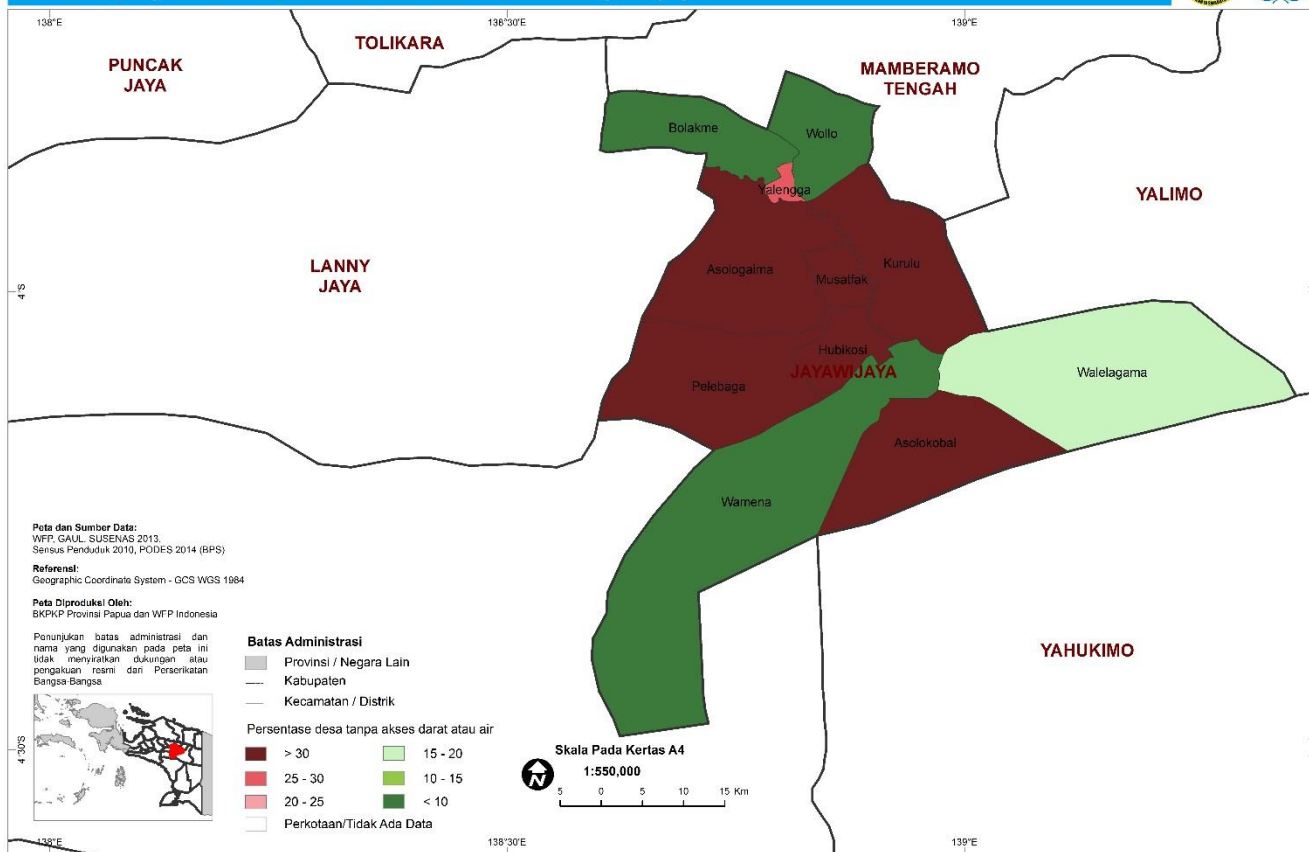 138°E
138°30'E
139°E
TOLIKARA
PUNCAK
JAYA
MAMBERAMO
TENGAH
Bolakme
Wollo
Yalengga
YALIMO
LANNY
JAYA
Asologaima
Musatfak
Kurulu
4°S
Hubikosi
JAYAWIJAYA
Pelebaga
Walelagama
Asolokobal
Wamena
YAHUKIMO
Peta dan Sumber Data:
WFP, GAUL, SUSENAS 2013.
Sensus Penduduk 2010, PODES 2014 (BPS)
Referensi:
Geographic Coordinate System - GCS WGS 1984
Peta Diproduksi Oleh:
BKPKP Provinsi Papua dan WFP Indonesia
Penunjukan batas administrasi dan
nama yang digunakan pada peta ini
tidak menyiratkan dukungan atau
pengakuan resmi dari Perserikatan
Bangsa-Bangsa
Batas Administrasi
Provinsi / Negara Lain
Kabupaten
Kecamatan / Distrik
Persentase desa tanpa akses darat atau air
> 30
25 - 30
20 - 25
15 - 20
10 - 15
< 10
Perkotaan/Tidak Ada Data
Skala Pada Kertas A4
1:550,000
N
5 0 5 10 15 Km
4°30'S
138°E
138°30'E
139°E